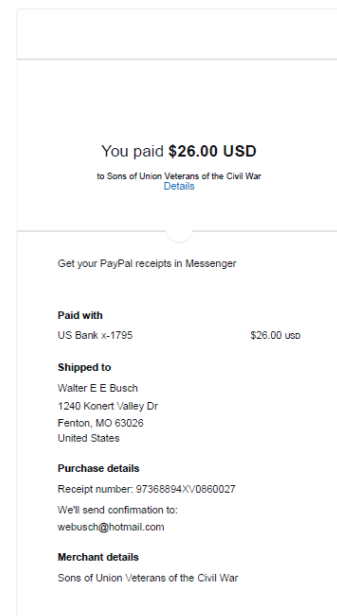 You paid $26.00 USD
to Sons of Union Veterans of the Civil War
Details
Get your PayPal receipts in Messenger
Paid with
US Bank x-1795 $26.00 USD
Shipped to
Walter E E Busch
1240 Konert Valley Dr
Fenton, MO 63026
United States
Purchase details
Receipt number: 97368894XV0860027
We'll send confirmation to:
webusch@hotmail.com
Merchant details
Sons of Union Veterans of the Civil War